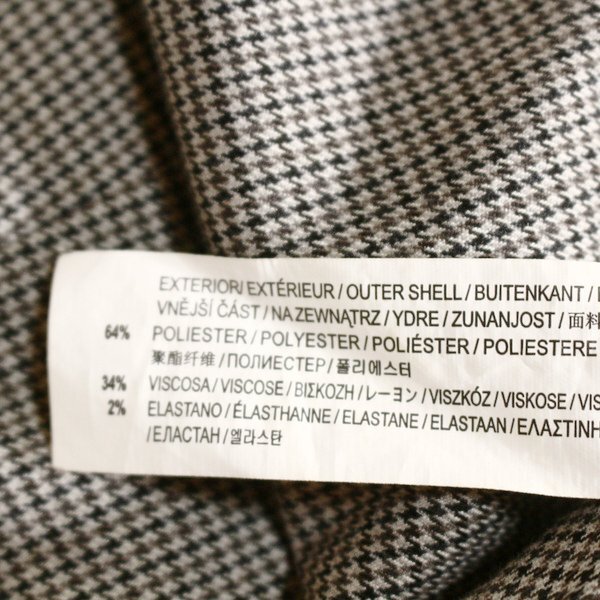 EXTERIOR/ EXTÉRIEUR / OUTER SHELL / BUITENKANT /
VNĚJŠÍ ČÁST / NA ZEWNĄTRZ / YDRE / ZUNANJOST / 面料
64% POLIESTER / POLYESTER / POLIÉSTER / POLIESTERE
聚酯纤维 / ПОЛИЕСТЕР / 폴리에스터
34% VISCOSA / VISCOSE / ΒΙΣΚΟΖΗ / レーヨン / VISZKÓZ / VISKOSE / VIS
2% ELASTANO / ÉLASTHANNE / ELASTANE / ELASTAAN / ΕΛΑΣΤΙΝΗ
/ ЕЛАСТАН / 엘라스탄